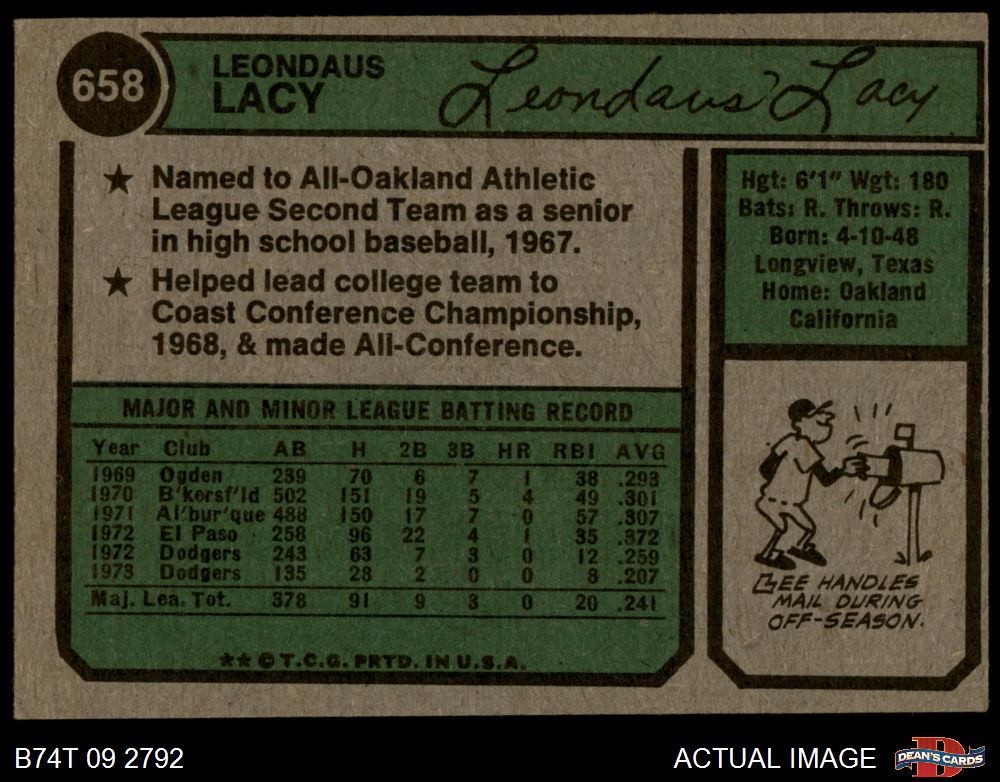 658
LEONDAUS
LACY
Leondaus Lacy
★ Named to All-Oakland Athletic
League Second Team as a senior
in high school baseball, 1967.
★ Helped lead college team to
Coast Conference Championship,
1968, & made All-Conference.
Hgt: 6'1" Wgt: 180
Bats: R. Throws: R.
Born: 4-10-48
Longview, Texas
Home: Oakland
California
MAJOR AND MINOR LEAGUE BATTING RECORD
Year Club AB H 2B 3B HR RBI AVG
1969 Ogden 239 70 6 7 1 38 .293
1970 B'kersf'ld 502 151 19 5 4 49 .301
1971 Al'bur'que 488 150 17 7 0 57 .307
1972 El Paso 258 96 22 4 1 35 .372
1972 Dodgers 243 63 7 3 0 12 .259
1973 Dodgers 135 28 2 0 0 8 .207
Maj. Lea. Tot. 378 91 9 3 0 20 .241
★★ © T.C.G. PRTD. IN U.S.A.
LEE HANDLES
MAIL DURING
OFF-SEASON.
B74T 09 2792
ACTUAL IMAGE
D
DEAN'S CARDS